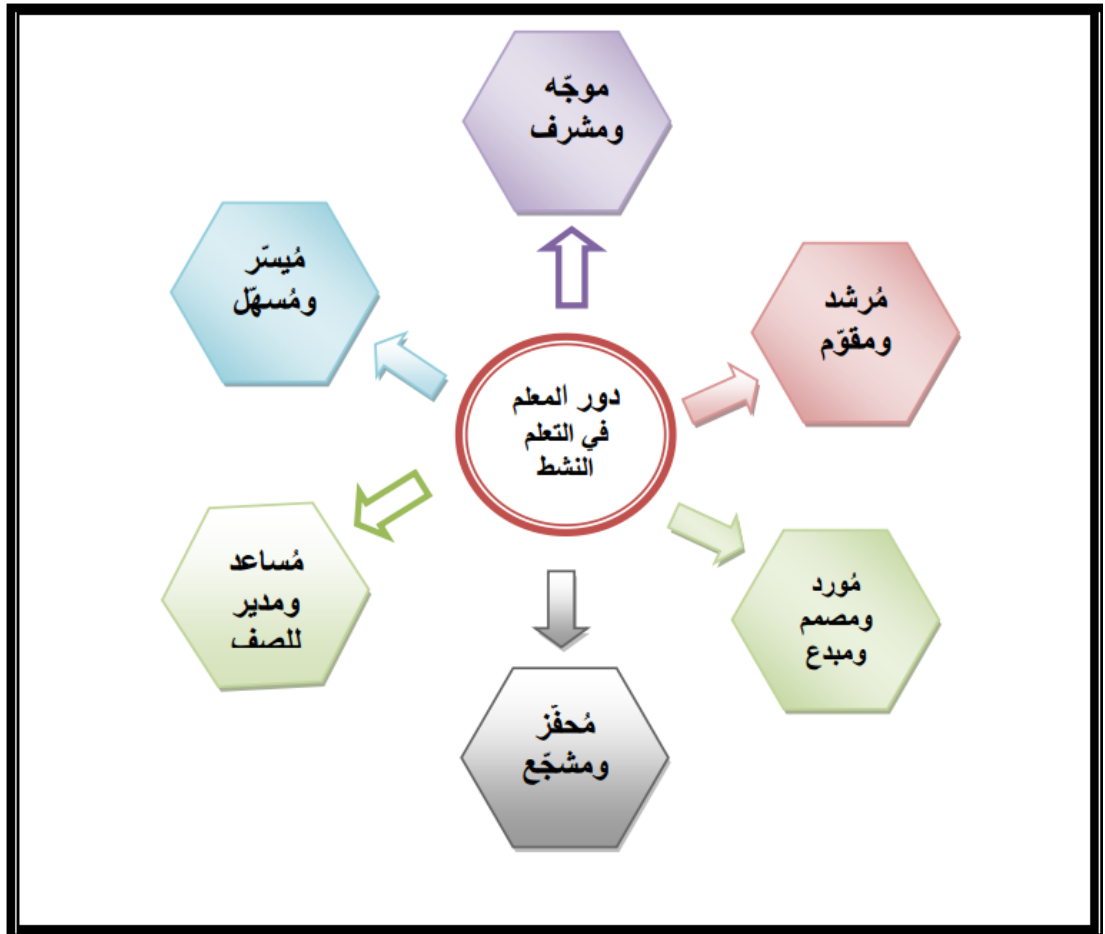 موجّه
ومشرف
مُرشد
ومقوّم
مُيسّر
ومُسهّل
دور المعلم
في التعلم
النشط
مُورد
ومصمم
ومبدع
مُساعد
ومدير
للصف
مُحفّز
ومشجّع